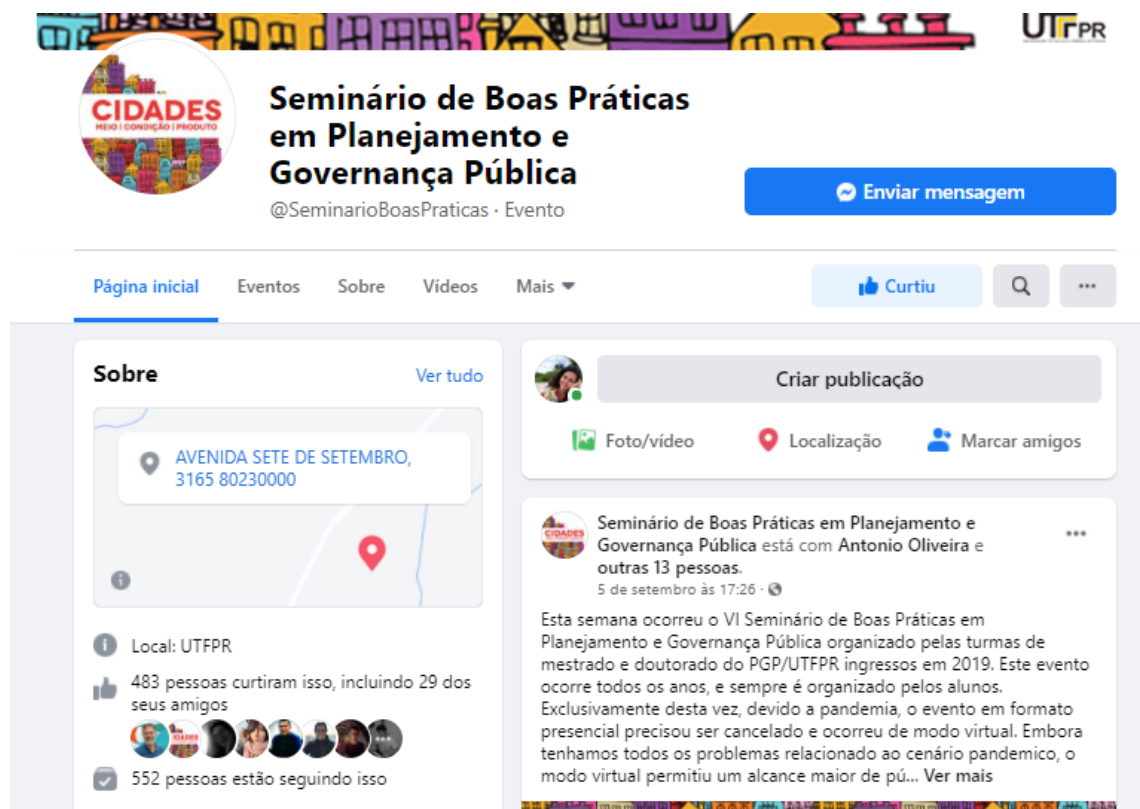 UTFPR
CIDADES
MEIO | CONDIÇÃO | PRODUTO
Seminário de Boas Práticas
em Planejamento e
Governança Pública
@SeminarioBoasPraticas · Evento
Enviar mensagem
Página inicial
Eventos
Sobre
Vídeos
Mais
Curtiu
Sobre
Ver tudo
AVENIDA SETE DE SETEMBRO,
3165 80230000
Local: UTFPR
483 pessoas curtiram isso, incluindo 29 dos
seus amigos
552 pessoas estão seguindo isso
Criar publicação
Foto/vídeo
Localização
Marcar amigos
CIDADES
Seminário de Boas Práticas em Planejamento e
Governança Pública está com Antonio Oliveira e
outras 13 pessoas.
5 de setembro às 17:26 ·
Esta semana ocorreu o VI Seminário de Boas Práticas em
Planejamento e Governança Pública organizado pelas turmas de
mestrado e doutorado do PGP/UTFPR ingressos em 2019. Este evento
ocorre todos os anos, e sempre é organizado pelos alunos.
Exclusivamente desta vez, devido a pandemia, o evento em formato
presencial precisou ser cancelado e ocorreu de modo virtual. Embora
tenhamos todos os problemas relacionado ao cenário pandemico, o
modo virtual permitiu um alcance maior de pú... Ver mais